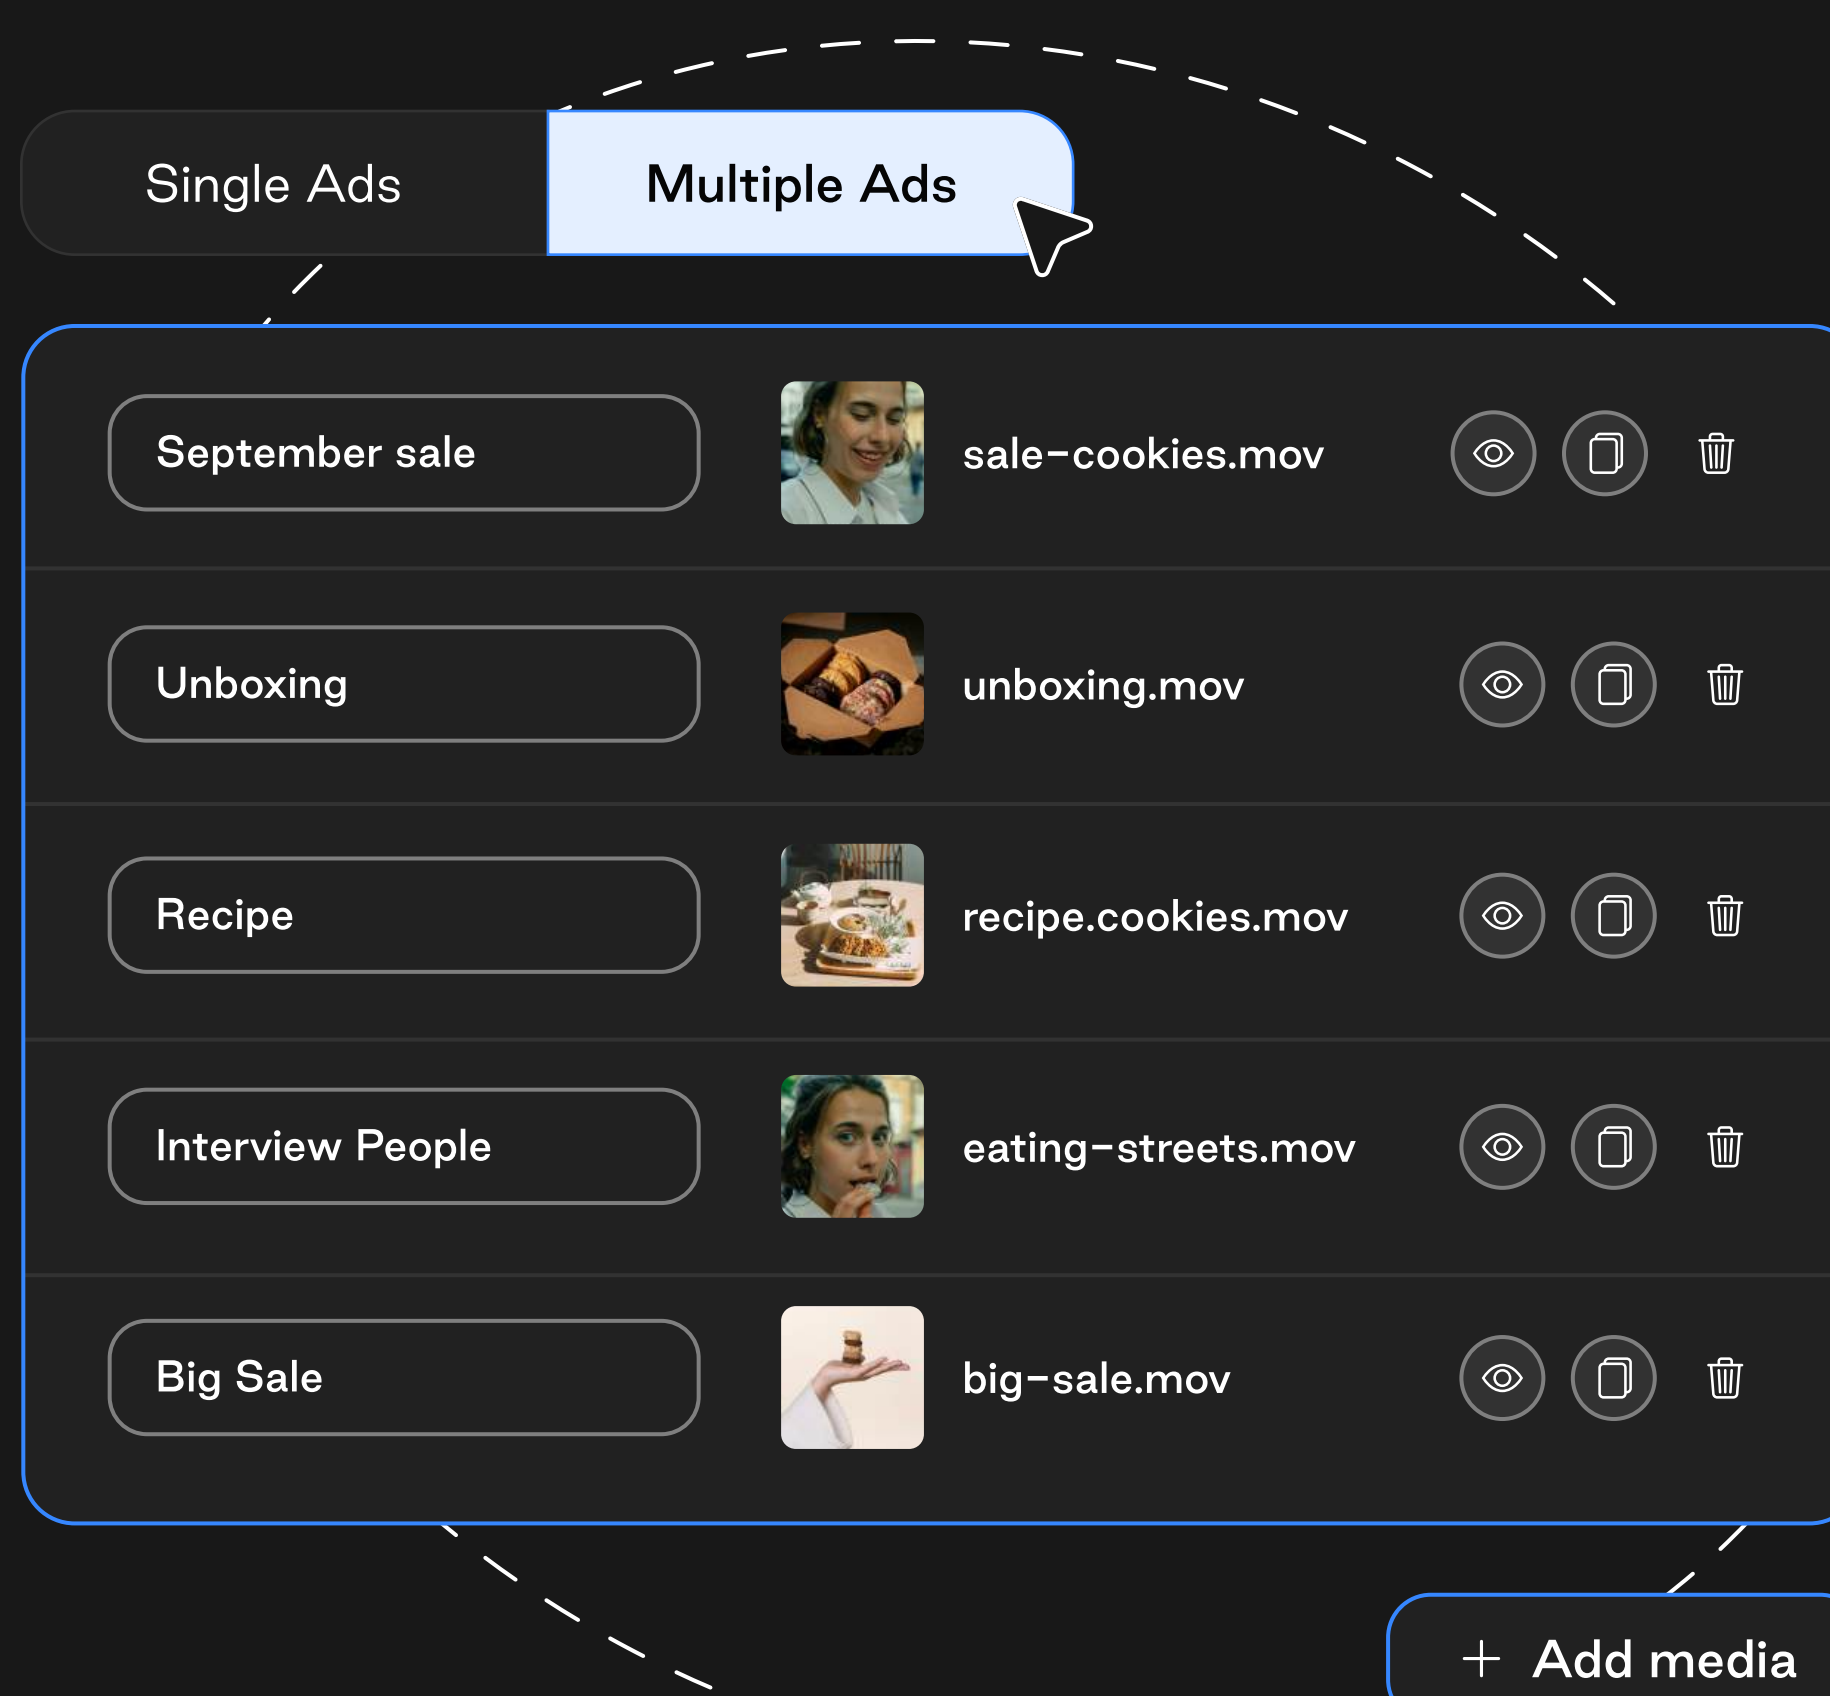 Single Ads
Multiple Ads
September sale
sale-cookies.mov
Unboxing
unboxing.mov
Recipe
recipe.cookies.mov
Interview People
eating-streets.mov
Big Sale
big-sale.mov
Add media